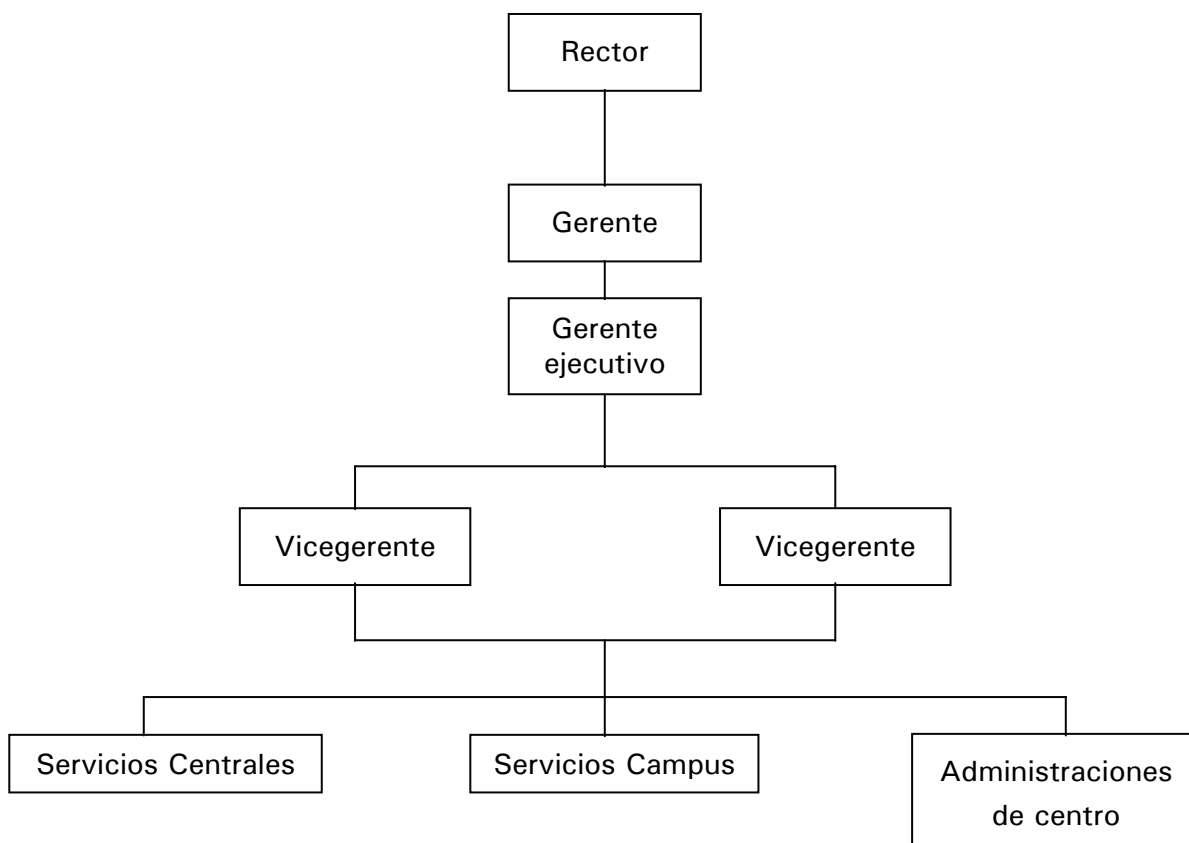 Rector
Gerente
Gerente
ejecutivo
Vicegerente
Vicegerente
Servicios Centrales
Servicios Campus
Administraciones
de centro